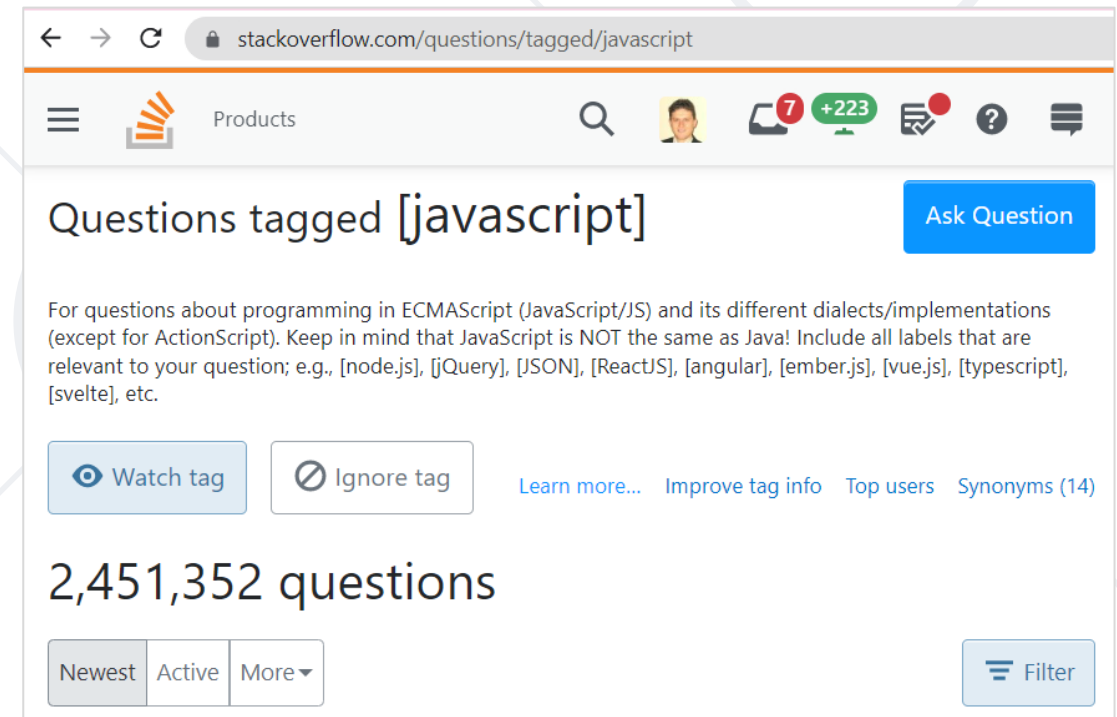 stackoverflow.com/questions/tagged/javascript
Products 7 +223
Questions tagged [javascript] Ask Question
For questions about programming in ECMAScript (JavaScript/JS) and its different dialects/implementations
(except for ActionScript). Keep in mind that JavaScript is NOT the same as Java! Include all labels that are
relevant to your question; e.g., [node.js], [jQuery], [JSON], [ReactJS], [angular], [ember.js], [vue.js], [typescript],
[svelte], etc.
Watch tag Ignore tag Learn more... Improve tag info Top users Synonyms (14)
2,451,352 questions
Newest Active More Filter